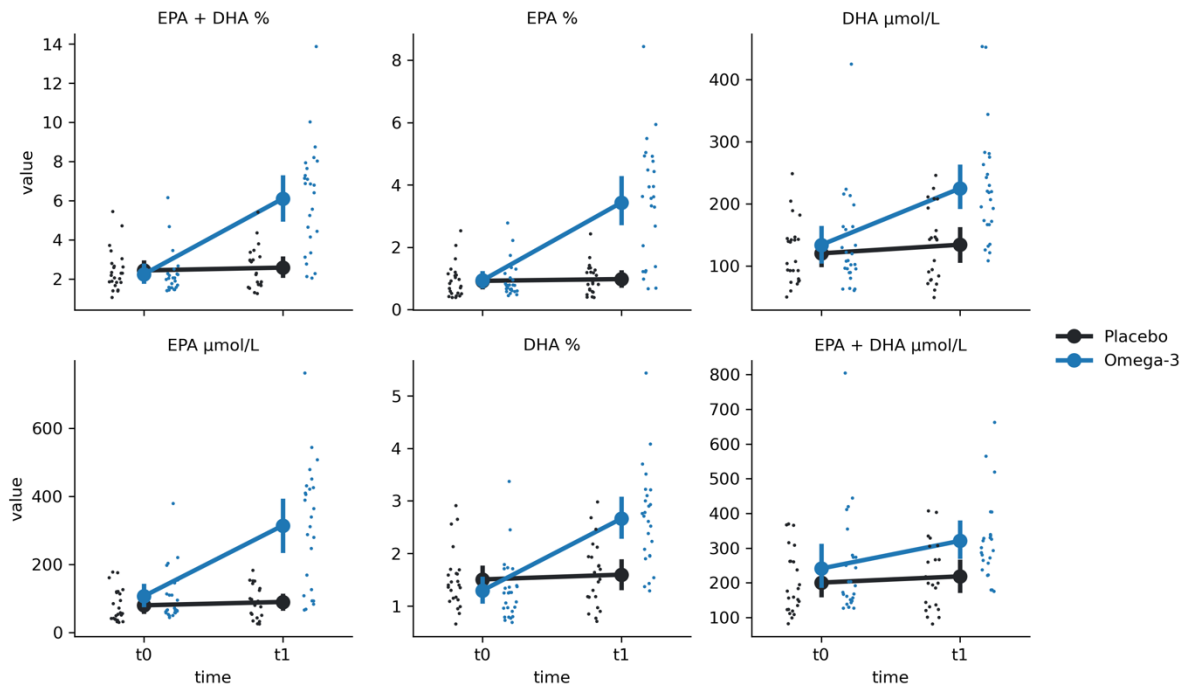 EPA + DHA %
EPA %
DHA µmol/L
14
12
10
8
6
4
2
value
8
6
4
2
0
400
300
200
100
EPA µmol/L
DHA %
EPA + DHA µmol/L
Placebo
Omega-3
600
400
200
0
value
5
4
3
2
1
800
700
600
500
400
300
200
100
t0
t1
t0
t1
t0
t1
time
time
time